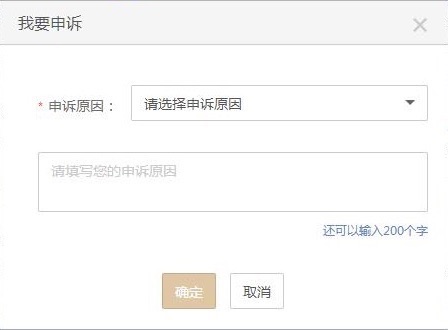 我要申诉
* 申诉原因： 请选择申诉原因
请填写您的申诉原因
还可以输入200个字
确定 取消